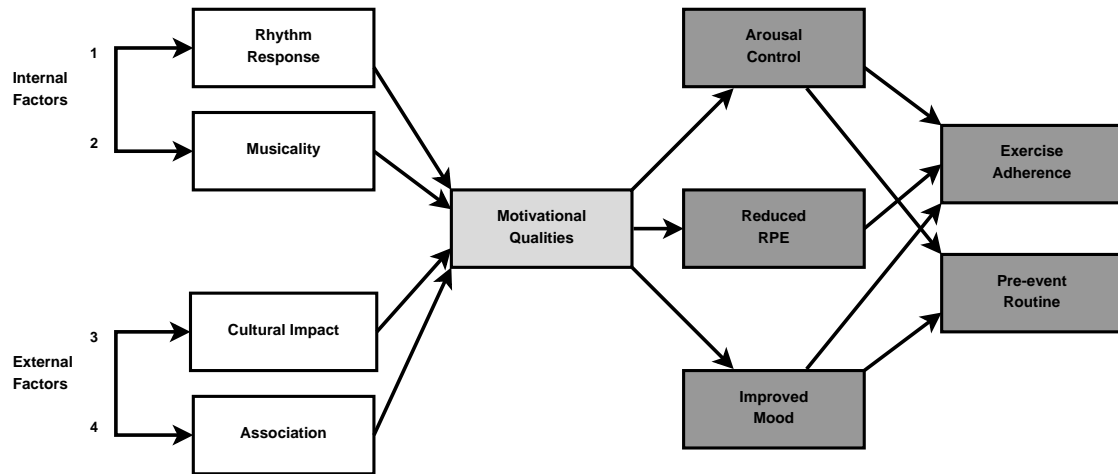 Internal
Factors
1
2
Rhythm
Response
Musicality
External
Factors
3
4
Cultural Impact
Association
Motivational
Qualities
Arousal
Control
Reduced
RPE
Improved
Mood
Exercise
Adherence
Pre-event
Routine